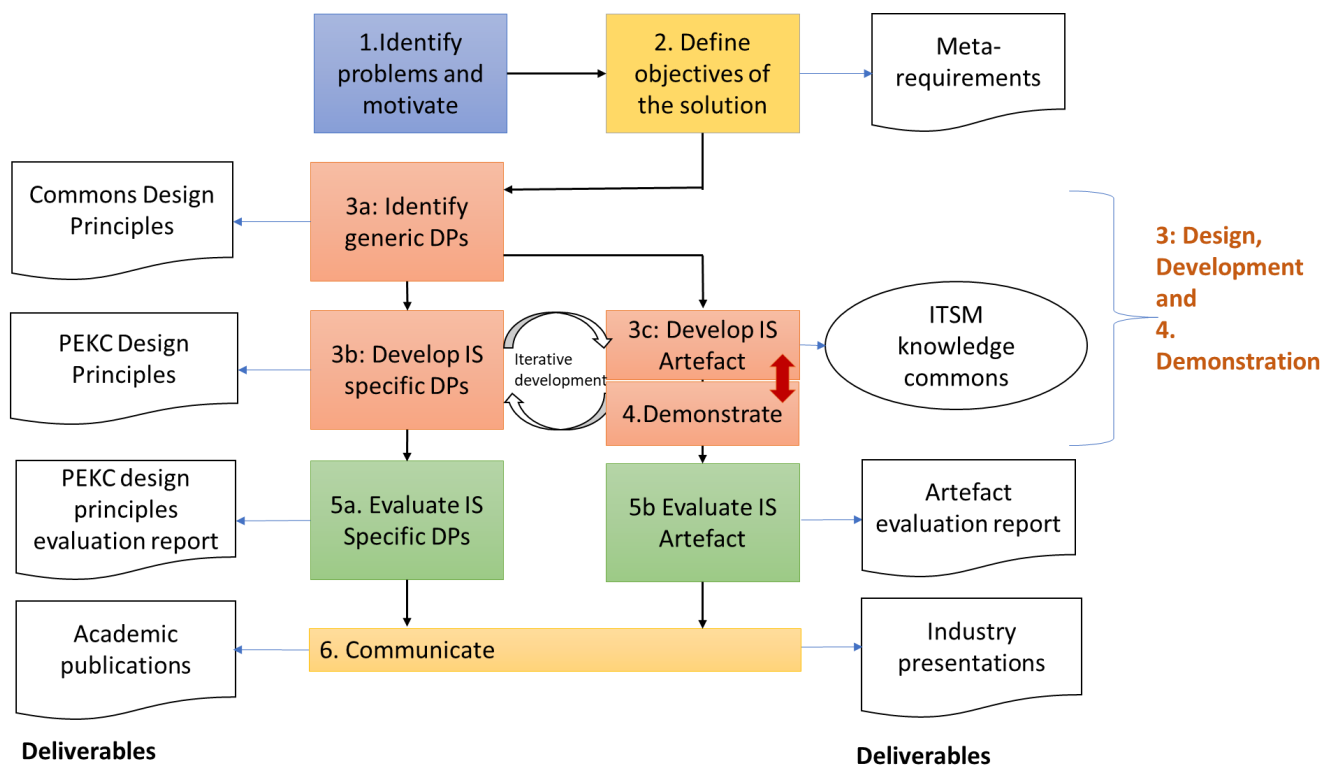 1.Identify
problems and
motivate
2. Define
objectives of
the solution
Meta-
requirements
Commons Design
Principles
3a: Identify
generic DPs
3: Design,
Development
and
4.
Demonstration
PEKC Design
Principles
3b: Develop IS
specific DPs
Iterative
development
3c: Develop IS
Artefact
4.Demonstrate
ITSM
knowledge
commons
PEKC design
principles
evaluation report
5a. Evaluate IS
Specific DPs
5b Evaluate IS
Artefact
Artefact
evaluation report
Academic
publications
6. Communicate
Industry
presentations
Deliverables
Deliverables